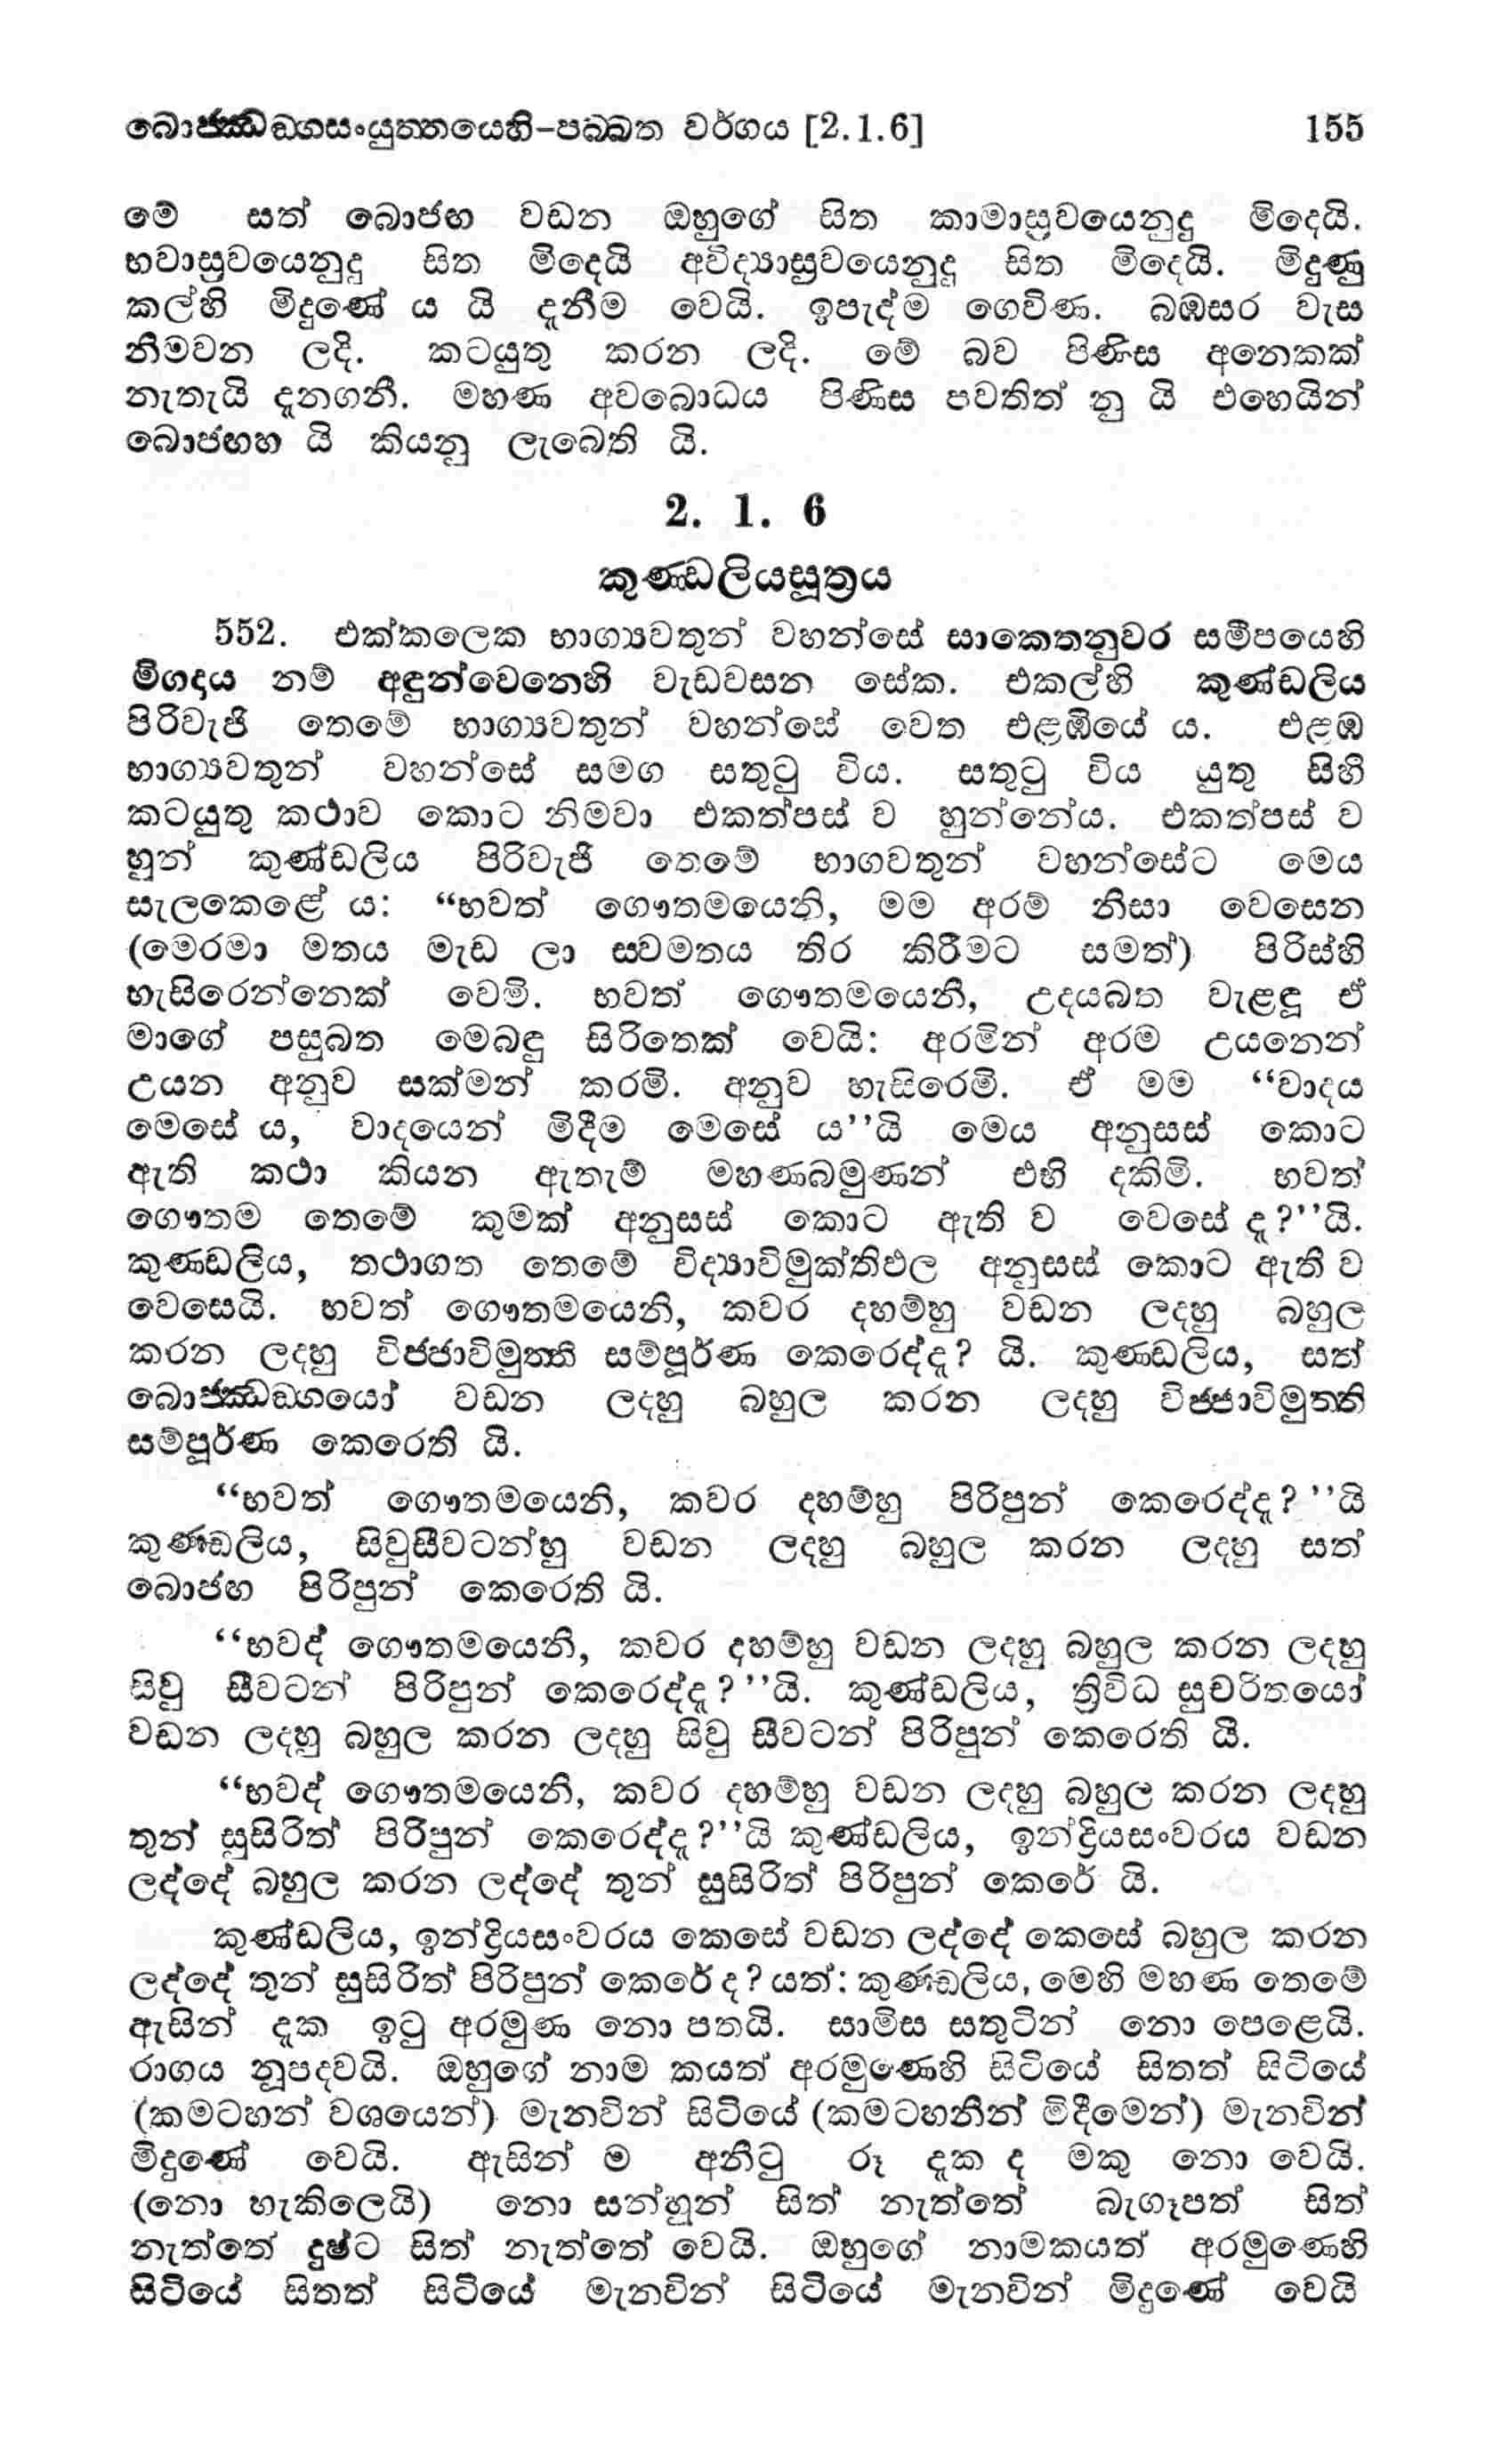 බොජ්ඣඞ්ගසංයුත්තයෙහි-පබ්බත වර්ගය [2.1.6] 155
මේ සත් බොජඟ වඩන ඔහුගේ සිත කාමාස්‍රවයෙනුදු මිදෙයි.
භවාස්‍රවයෙනුදු සිත මිදෙයි අවිද්‍යාස්‍රවයෙනුදු සිත මිදෙයි. මිදුණු
කල්හි මිදුණේ ය යි දැනීම වෙයි. ඉපැද්ම ගෙවිණ. බඹසර වැස
නිමවන ලදි. කටයුතු කරන ලදි. මේ බව පිණිස අනෙකක්
නැතැයි දැනගනී. මහණ අවබොධය පිණිස පවතිත් නු යි එහෙයින්
බොජඟහ යි කියනු ලැබෙති යි.
2. 1. 6
කුණ්ඩලියසූත්‍රය
552. එක්කලෙක භාග්‍යවතුන් වහන්සේ සාකෙතනුවර සමීපයෙහි
මිගදාය නම් අඳුන්වෙනෙහි වැඩවසන සේක. එකල්හි කුණ්ඩලිය
පිරිවැජි තෙමේ භාග්‍යවතුන් වහන්සේ වෙත එළඹියේ ය. එළඹ
භාග්‍යවතුන් වහන්සේ සමග සතුටු විය. සතුටු විය යුතු සිහි
කටයුතු කථාව කොට නිමවා එකත්පස් ව හුන්නේය. එකත්පස් ව
හුන් කුණ්ඩලිය පිරිවැජි තෙමේ භාගවතුන් වහන්සේට මෙය
සැලකෙළේ ය: “භවත් ගෞතමයෙනි, මම අරම් නිසා වෙසෙන
(මෙරමා මතය මැඩ ලා ස්වමතය තිර කිරීමට සමත්) පිරිස්හි
හැසිරෙන්නෙක් වෙමි. භවත් ගෞතමයෙනි, උදයබත වැළඳූ ඒ
මාගේ පසුබත මෙබඳු සිරිතෙක් වෙයි: අරමින් අරම උයනෙන්
උයන අනුව සක්මන් කරමි. අනුව හැසිරෙමි. ඒ මම “වාදය
මෙසේ ය, වාදයෙන් මිදීම මෙසේ ය’’යි මෙය අනුසස් කොට
ඇති කථා කියන ඇතැම් මහණබමුණන් එහි දකිමි. භවත්
ගෞතම තෙමේ කුමක් අනුසස් කොට ඇති ව වෙසේ ද?’’යි.
කුණ්ඩලිය, තථාගත තෙමේ විද්‍යාවිමුක්තිඵල අනුසස් කොට ඇති ව
වෙසෙයි. භවත් ගෞතමයෙනි, කවර දහම්හු වඩන ලදහු බහුල
කරන ලදහු විජ්ජාවිමුත්ති සම්පූර්ණ කෙරෙද්දැ? යි. කුණ්ඩලිය, සත්
බොජ්ඣඞ්ගයෝ වඩන ලදහු බහුල කරන ලදහු විජ්ජාවිමුත්ති
සම්පූර්ණ කෙරෙති යි.
“භවත් ගෞතමයෙනි, කවර දහම්හු පිරිපුන් කෙරෙද්දැ?’’යි
කුණ්ඩලිය, සිවුසීවටන්හු වඩන ලදහු බහුල කරන ලදහු සත්
බොජඟ පිරිපුන් කෙරෙති යි.
‘‘භවද් ගෞතමයෙනි, කවර දහම්හු වඩන ලදහු බහුල කරන ලදහු
සිවු සීවටන් පිරිපුන් කෙරෙද්දැ?’’යි. කුණ්ඩලිය, ත්‍රිවිධ සුචරිතයෝ
වඩන ලදහු බහුල කරන ලදහු සිවු සීවටන් පිරිපුන් කෙරෙති යි.
“භවද් ගෞතමයෙනි, කවර දහම්හු වඩන ලදහු බහුල කරන ලදහු
තුන් සුසිරිත් පිරිපුන් කෙරෙද්දැ?’’යි කුණ්ඩලිය, ඉන්ද්‍රියසංවරය වඩන
ලද්දේ බහුල කරන ලද්දේ තුන් සුසිරිත් පිරිපුන් කෙරේ යි.
කුණ්ඩලිය, ඉන්ද්‍රියසංවරය කෙසේ වඩන ලද්දේ කෙසේ බහුල කරන
ලද්දේ තුන් සුසිරිත් පිරිපුන් කෙරේ ද? යත්: කුණ්ඩලිය, මෙහි මහණ තෙමේ
ඇසින් දැක ඉටු අරමුණ නො පතයි. සාමිස සතුටින් නො පෙළෙයි.
රාගය නූපදවයි. ඔහුගේ නාම කයත් අරමුණෙහි සිටියේ සිතත් සිටියේ
(කමටහන් වශයෙන්) මැනවින් සිටියේ (කමටහනින් මිදීමෙන්) මැනවින්
මිදුණේ වෙයි. ඇසින් ම අනිටු රූ දැක ද මකු නො වෙයි.
(නො හැකිලෙයි) නො සන්හුන් සිත් නැත්තේ බැගෑපත් සිත්
නැත්තේ දුෂ්ට සිත් නැත්තේ වෙයි. ඔහුගේ නාමකයත් අරමුණෙහි
සිටියේ සිතත් සිටියේ මැනවින් සිටියේ මැනවින් මිදුණේ වෙයි